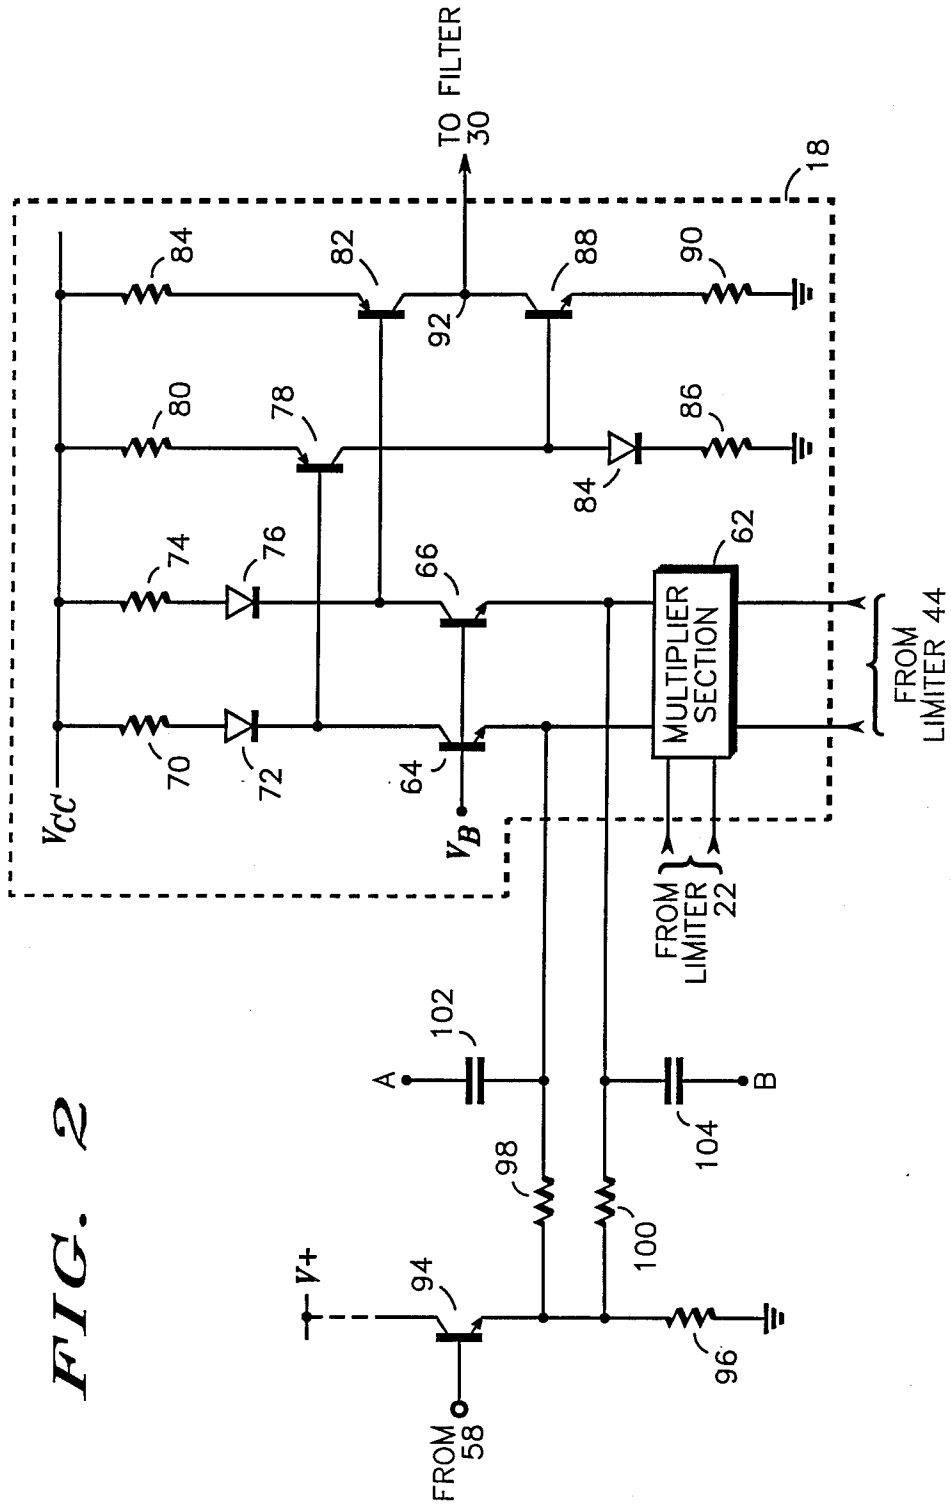 FIG. 2
VCC
70
72
74
76
80
78
84
82
TO FILTER
30
92
88
90
84
86
18
66
64
VB
62
MULTIPLIER
SECTION
FROM
LIMITER
22
FROM
LIMITER 44
A
102
98
100
104
B
V+
94
FROM
58
96